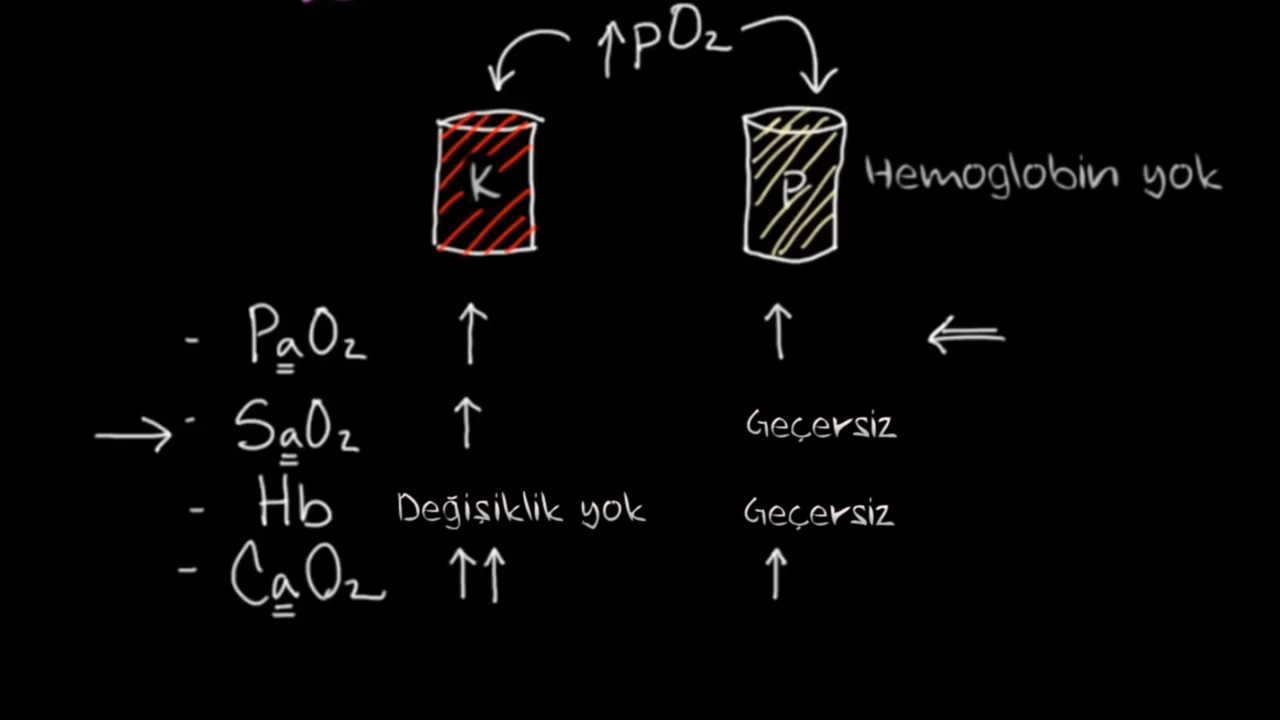 ↑pO₂
K
P
Hemoglobin yok
- PaO₂ ↑ ↑
- SaO₂ ↑ Geçersiz
- Hb Değişiklik yok Geçersiz
- CaO₂ ↑↑ ↑